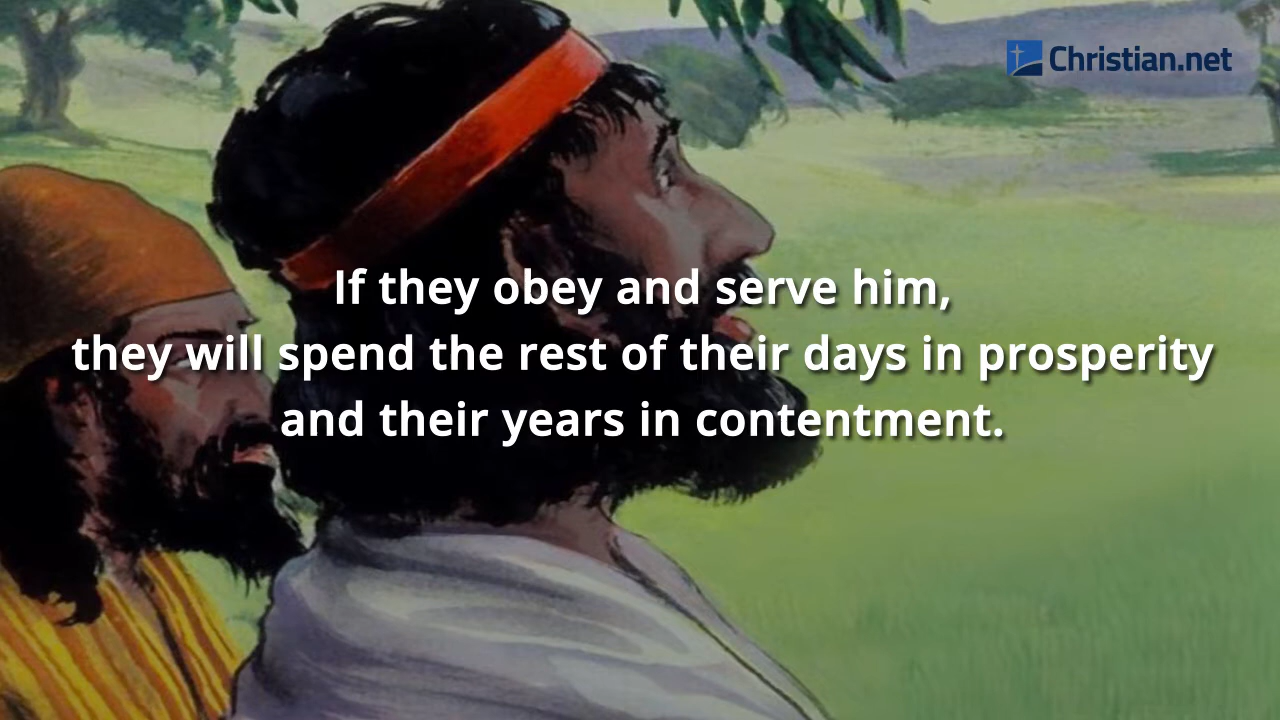 Christian.net
If they obey and serve him,
they will spend the rest of their days in prosperity
and their years in contentment.